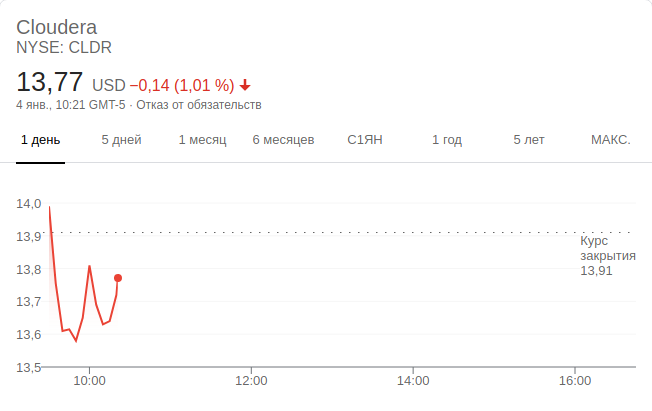 Cloudera
NYSE: CLDR
13,77 USD −0,14 (1,01 %)
4 янв., 10:21 GMT-5 · Отказ от обязательств
1 день 5 дней 1 месяц 6 месяцев С1ЯН 1 год 5 лет МАКС.
14,0
13,9
Курс
закрытия
13,8
13,91
13,7
13,6
13,5
10:00 12:00 14:00 16:00